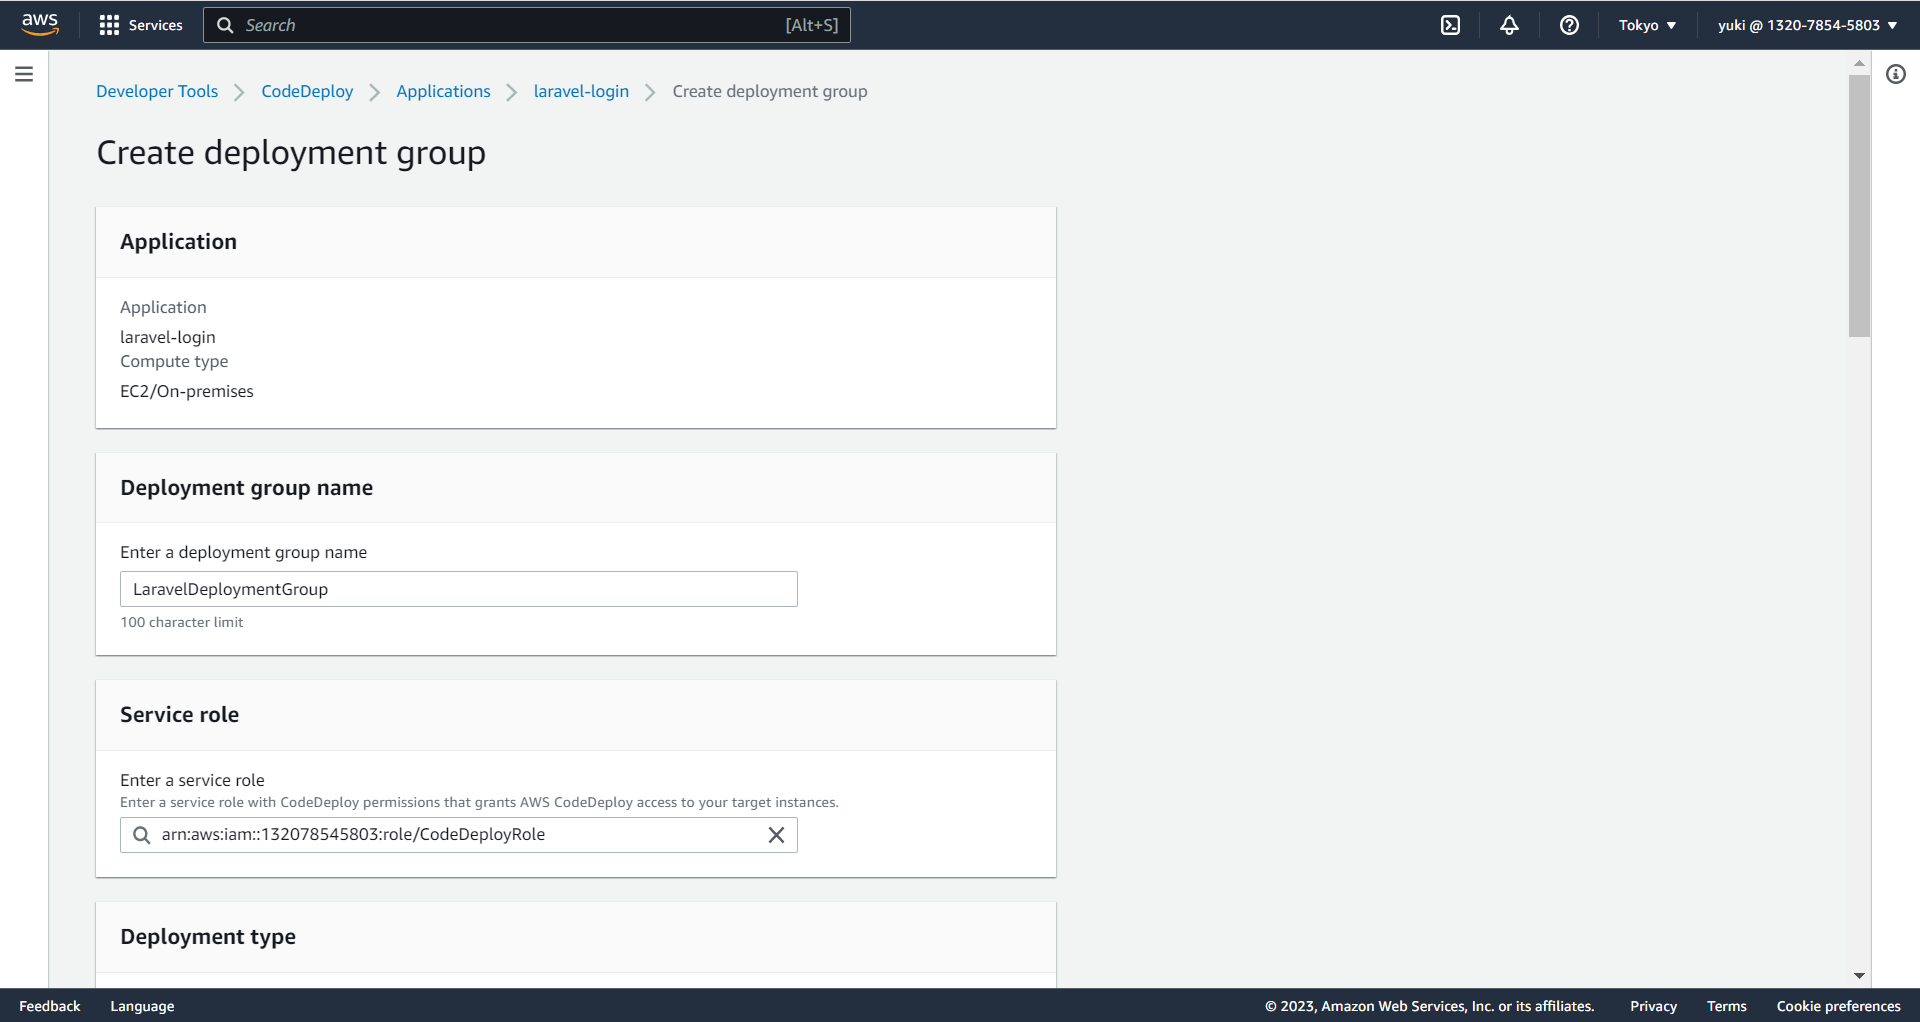 aws Services Search [Alt+S] Tokyo yuki @ 1320-7854-5803
Developer Tools CodeDeploy Applications laravel-login Create deployment group
Create deployment group
Application
Application
laravel-login
Compute type
EC2/On-premises
Deployment group name
Enter a deployment group name
LaravelDeploymentGroup
100 character limit
Service role
Enter a service role
Enter a service role with CodeDeploy permissions that grants AWS CodeDeploy access to your target instances.
arn:aws:iam::132078545803:role/CodeDeployRole
Deployment type
Feedback Language © 2023, Amazon Web Services, Inc. or its affiliates. Privacy Terms Cookie preferences